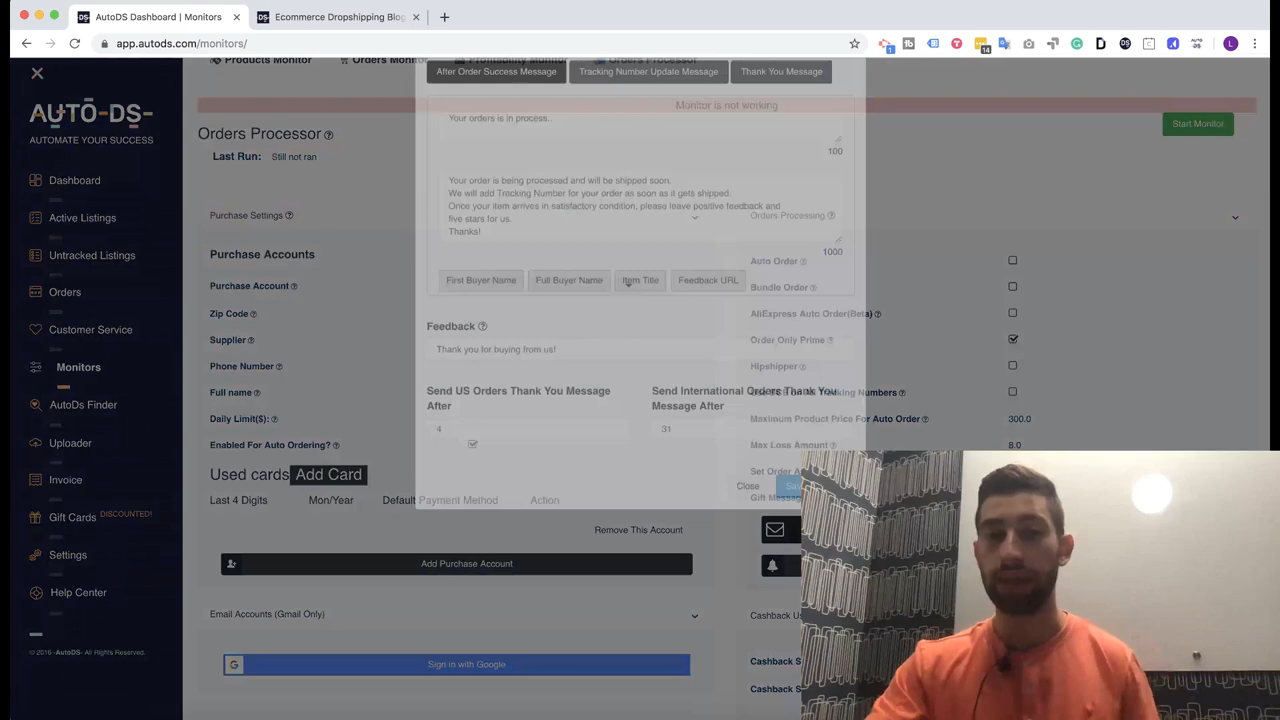 AutoDS Dashboard | Monitors
Ecommerce Dropshipping Blog
app.autods.com/monitors/
14
L
Products Monitor
Orders Monitor
Profitability Monitor
Orders Processor
After Order Success Message
Tracking Number Update Message
Thank You Message
Monitor is not working
AUTODS
AUTOMATE YOUR SUCCESS
Orders Processor
Start Monitor
Last Run: Still not ran
Your orders is in process..
100
Dashboard
Active Listings
Untracked Listings
Orders
Customer Service
Monitors
AutoDs Finder
Uploader
Invoice
Gift Cards DISCOUNTED!
Settings
Help Center
© 2016 -AutoDS- All Rights Reserved.
Purchase Settings
Your order is being processed and will be shipped soon.
We will add Tracking Number for your order as soon as it gets shipped.
Once your item arrives in satisfactory condition, please leave positive feedback and
five stars for us.
Thanks!
1000
Orders Processing
Purchase Accounts
Purchase Account
Zip Code
Supplier
Phone Number
Full name
Daily Limit($):
Enabled For Auto Ordering?
First Buyer Name
Full Buyer Name
Item Title
Feedback URL
Feedback
Thank you for buying from us!
Send US Orders Thank You Message
After
4
Send International Orders Thank You
Message After
31
Auto Order
Bundle Order
AliExpress Auto Order(Beta)
Order Only Prime
Hipshipper
Tracking Numbers
Maximum Product Price For Auto Order
300.0
Max Loss Amount
8.0
Used cards Add Card
Last 4 Digits
Mon/Year
Default Payment Method
Action
Close
Remove This Account
Add Purchase Account
Email Accounts (Gmail Only)
Sign in with Google